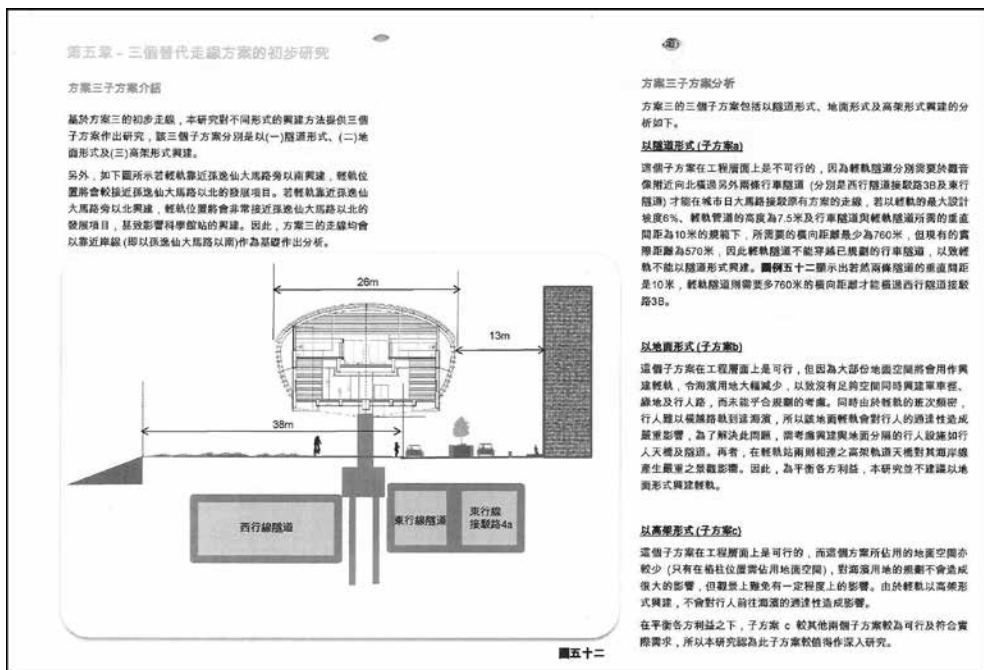 第五章 - 三個替代走線方案的初步研究
方案三子方案介紹
基於方案三的初步走線，本研究對不同形式的興建方法提供三個
子方案作出研究，該三個子方案分別是以(一)隧道形式、(二)地
面形式及(三)高架形式興建。
另外，如下圖所示若輕軌靠近孫逸仙大馬路旁以南興建，輕軌位
置將會較接近孫逸仙大馬路以北的發展項目。若輕軌靠近孫逸仙
大馬路旁以北興建，輕軌位置將會非常接近孫逸仙大馬路以北的
發展項目，甚致影響科學館站的興建。因此，方案三的走線均會
以靠近岸線(即以孫逸仙大馬路以南)作為基礎作出分析。
26m
13m
38m
西行線隧道
東行線隧道
東行線
接駁路4a
圖五十二
方案三子方案分析
方案三的三個子方案包括以隧道形式、地面形式及高架形式興建的分
析如下。
以隧道形式(子方案a)
這個子方案在工程層面上是不可行的，因為輕軌隧道分別需要於觀音
像附近向北橫過另外兩條行車隧道 (分別是西行隧道接駁路3B及東行
隧道) 才能在城市日大馬路接駁原有方案的走線，若以輕軌的最大設計
坡度6%、輕軌管道的高度為7.5米及行車隧道與輕軌隧道所需的垂直
間距為10米的規範下，所需要的橫向距離最少為760米，但現有的實
際距離為570米，因此輕軌隧道不能穿越已規劃的行車隧道，以致輕
軌不能以隧道形式興建。圖例五十二顯示出若然兩條隧道的垂直間距
是10米，輕軌隧道則需要多760米的橫向距離才能橫過西行隧道接駁
路3B。
以地面形式(子方案b)
這個子方案在工程層面上是可行，但因為大部份地面空間將會用作興
建輕軌，令海濱用地大輻減少，以致沒有足夠空間同時興建單車徑、
綠地及行人路，而未能乎合規劃的考慮。同時由於輕軌的班次頻密，
行人難以橫越路軌到達海濱，所以該地面輕軌會對行人的通達性造成
嚴重影響，為了解決此問題，需考慮興建與地面分隔的行人設施如行
人天橋及隧道。再者，在輕軌站兩則相連之高架軌道天橋對其海岸線
產生嚴重之景觀影響。因此，為平衡各方利益，本研究並不建議以地
面形式興建輕軌。
以高架形式(子方案c)
這個子方案在工程層面上是可行的，而這個方案所佔用的地面空間亦
較少 (只有在樁柱位置需佔用地面空間)，對海濱用地的規劃不會造成
很大的影響，但觀景上難免有一定程度上的影響。由於輕軌以高架形
式興建，不會對行人前往海濱的通達性造成影響。
在平衡各方利益之下，子方案 c 較其他兩個子方案較為可行及符合實
際需求，所以本研究認為此子方案較值得作深入研究。